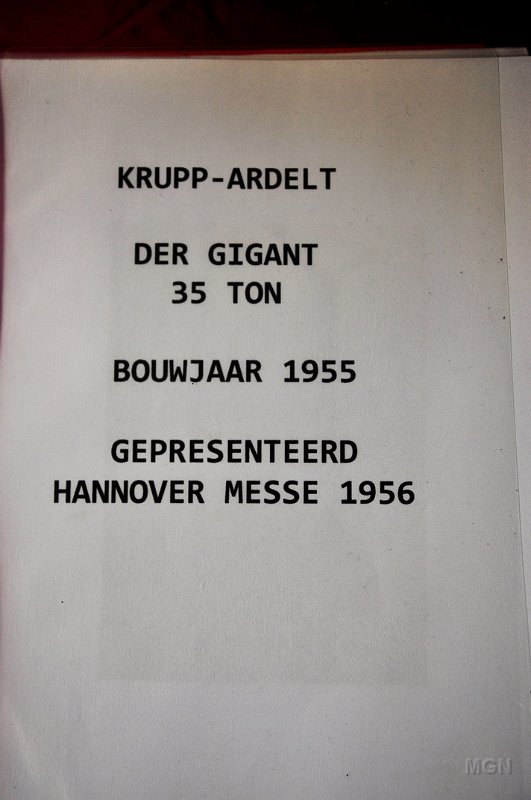 KRUPP-ARDELT
DER GIGANT
35 TON
BOUWJAAR 1955
GEPRESENTEERD
HANNOVER MESSE 1956
MGN